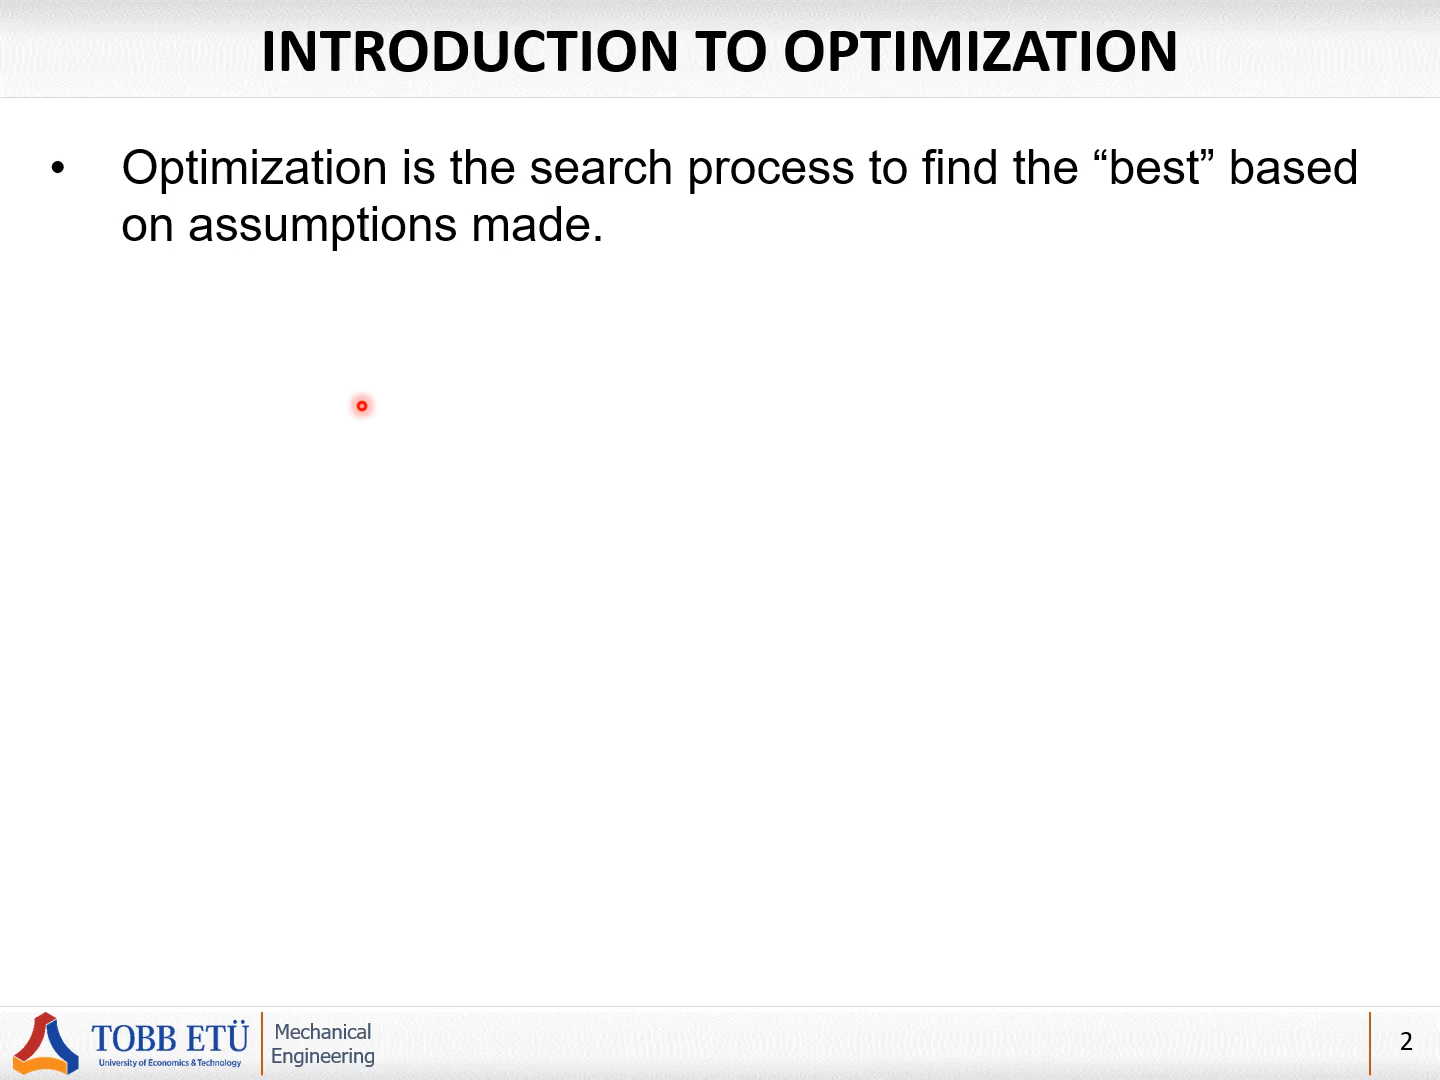 INTRODUCTION TO OPTIMIZATION
• Optimization is the search process to find the “best” based
on assumptions made.
TOBB ETÜ
University of Economics & Technology
Mechanical
Engineering
2